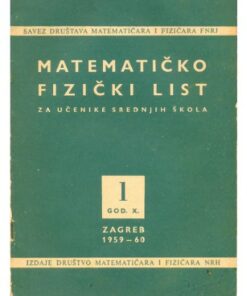 SAVEZ DRUŠTAVA MATEMATIČARA I FIZIČARA FNRJ
MATEMATIČKO
FIZIČKI LIST
ZA UČENIKE SREDNJIH ŠKOLA
1
GOD. X.
ZAGREB
1959-60
IZDAJE DRUŠTVO MATEMATIČARA I FIZIČARA NRH